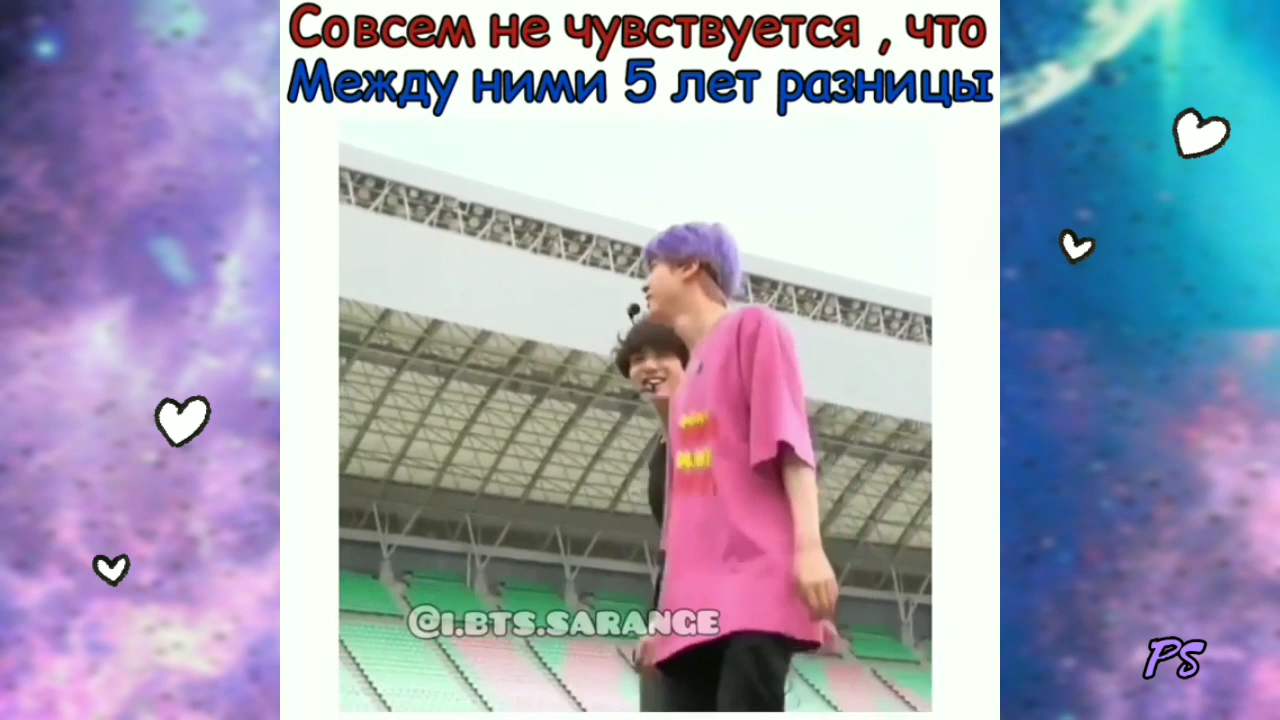 Совсем не чувствуется , что
Между ними 5 лет разницы
@I.BTS.SARANGE
PS